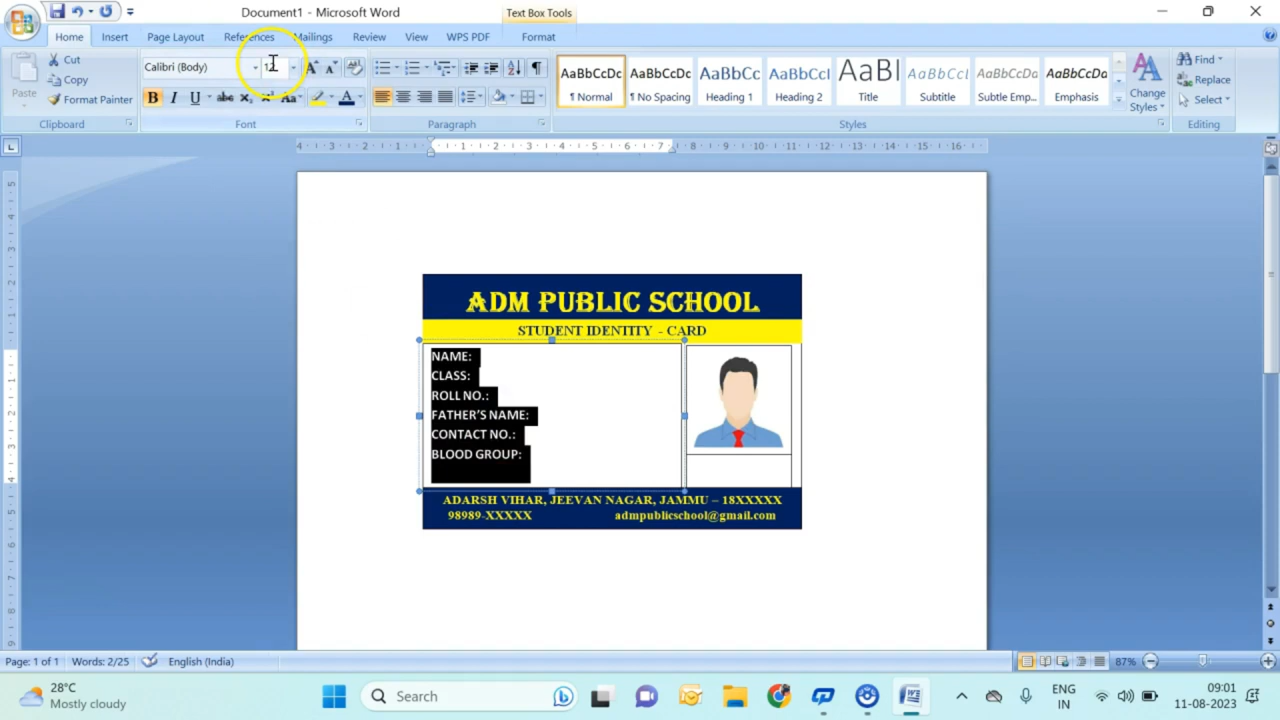 Document1 - Microsoft Word
Text Box Tools
Home Insert Page Layout References Mailings Review View WPS PDF Format
Cut
Copy
Format Painter
Paste
Clipboard
Calibri (Body)
Font
Paragraph
AaBbCcDc AaBbCcDc AaBbCc AaBbCcI AaBl AaBbCcI AaBbCcDc AaBbCcDc
¶ Normal ¶ No Spacing Heading 1 Heading 2 Title Subtitle Subtle Emp... Emphasis
Change Styles
Styles
Find
Replace
Select
Editing
ADM PUBLIC SCHOOL
STUDENT IDENTITY - CARD
NAME:
CLASS:
ROLL NO.:
FATHER'S NAME:
CONTACT NO.:
BLOOD GROUP:
ADARSH VIHAR, JEEVAN NAGAR, JAMMU – 18XXXXX
98989-XXXXX admpublicschool@gmail.com
Page: 1 of 1 Words: 2/25 English (India) 87%
28°C
Mostly cloudy
Search
ENG
IN
09:01
11-08-2023